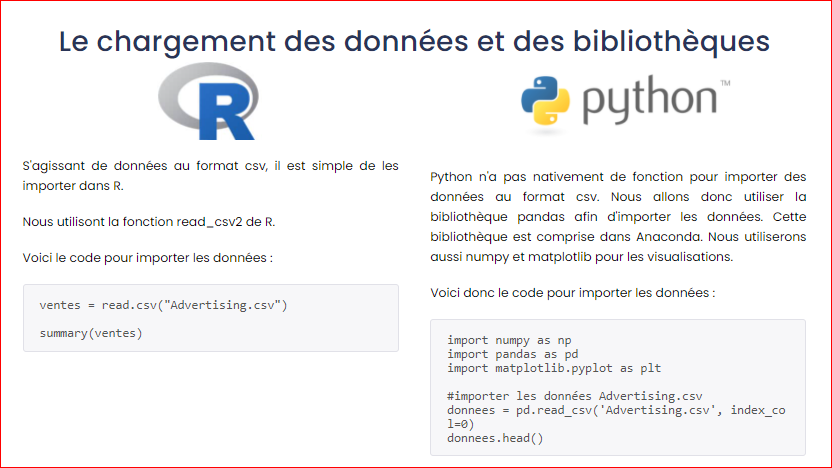 Le chargement des données et des bibliothèques
R
python™
S'agissant de données au format csv, il est simple de les
importer dans R.
Nous utilisont la fonction read_csv2 de R.
Voici le code pour importer les données :
ventes = read.csv("Advertising.csv")
summary(ventes)
Python n'a pas nativement de fonction pour importer des
données au format csv. Nous allons donc utiliser la
bibliothèque pandas afin d'importer les données. Cette
bibliothèque est comprise dans Anaconda. Nous utiliserons
aussi numpy et matplotlib pour les visualisations.
Voici donc le code pour importer les données :
import numpy as np
import pandas as pd
import matplotlib.pyplot as plt
#importer les données Advertising.csv
donnees = pd.read_csv('Advertising.csv', index_co
l=0)
donnees.head()